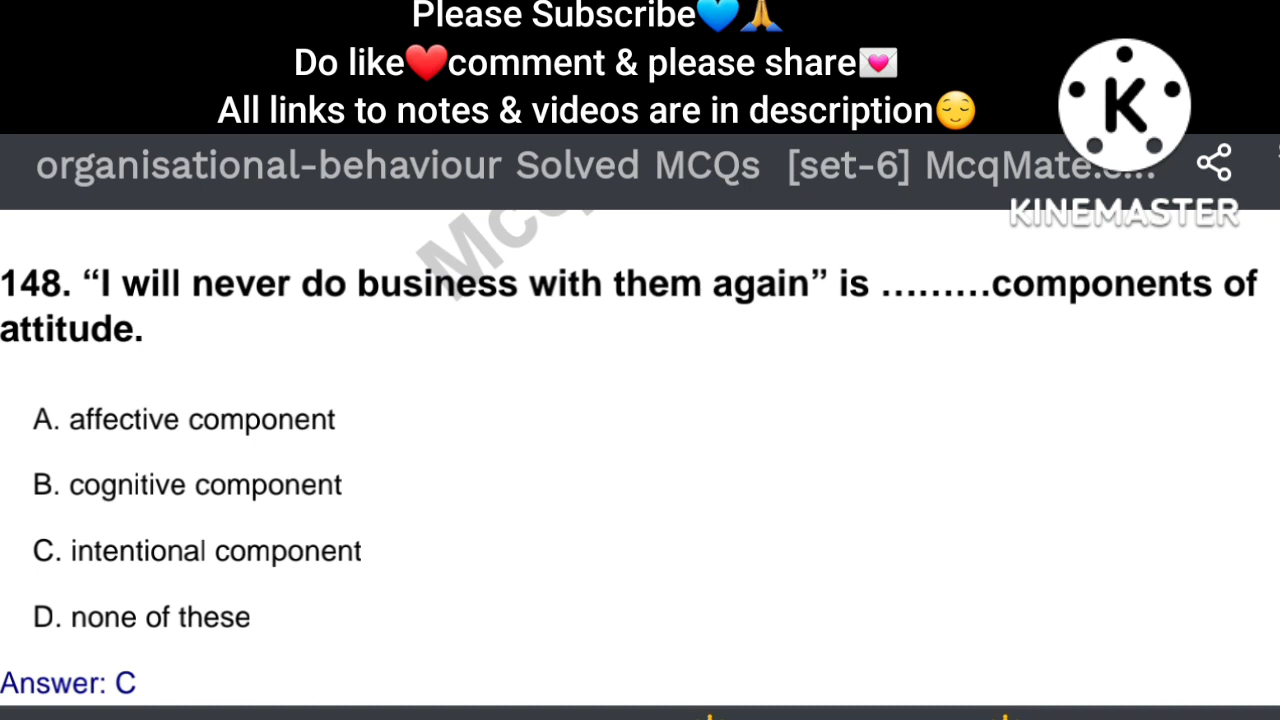 Please Subscribe💙🙏
Do like❤️comment & please share💌
All links to notes & videos are in description😌
K
organisational-behaviour Solved MCQs [set-6]
KINEMASTER
148. “I will never do business with them again” is ………components of
attitude.
A. affective component
B. cognitive component
C. intentional component
D. none of these
Answer: C